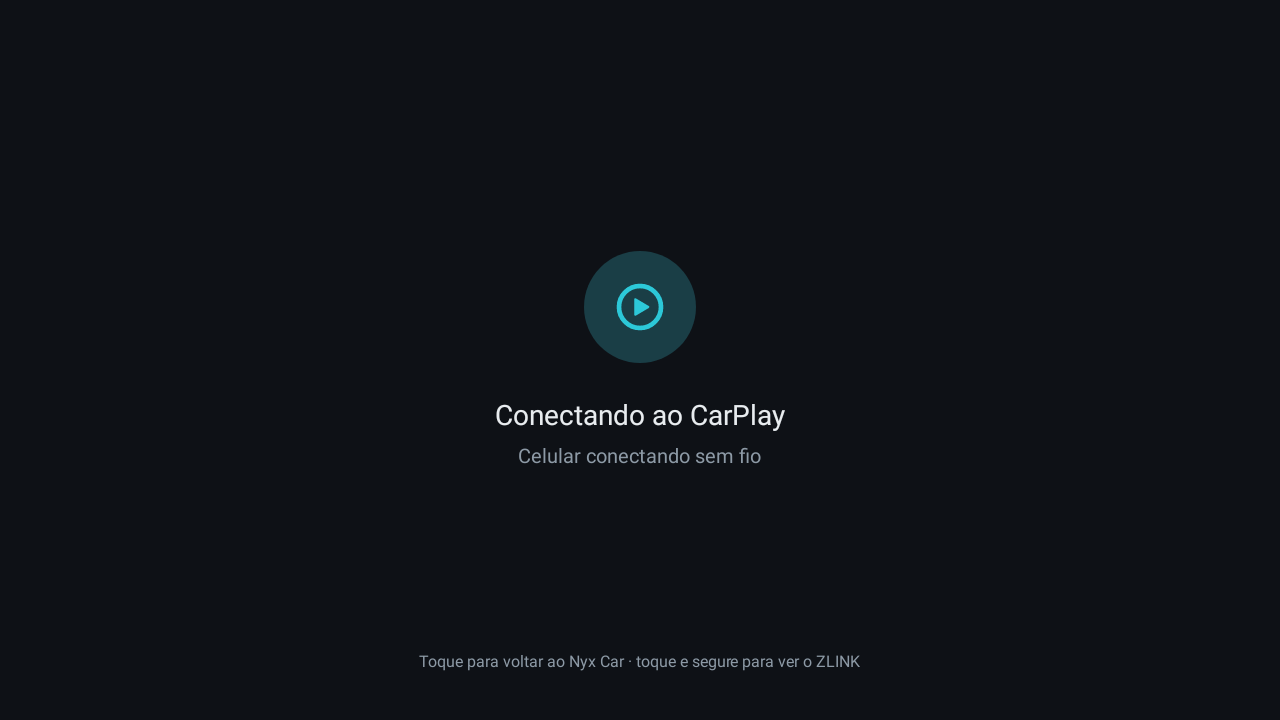 Conectando ao CarPlay
Celular conectando sem fio
Toque para voltar ao Nyx Car · toque e segure para ver o ZLINK